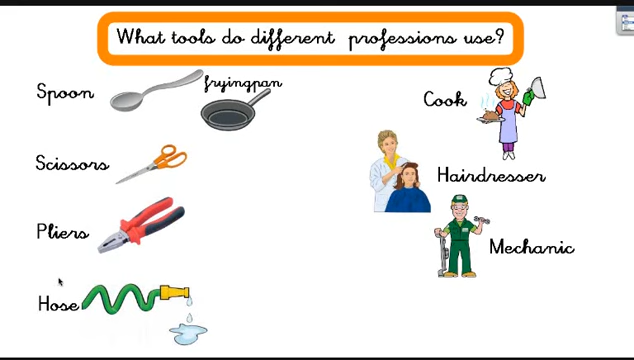 What tools do different professions use?
Spoon
fryingpan
Cook
Scissors
Hairdresser
Pliers
Mechanic
Hose